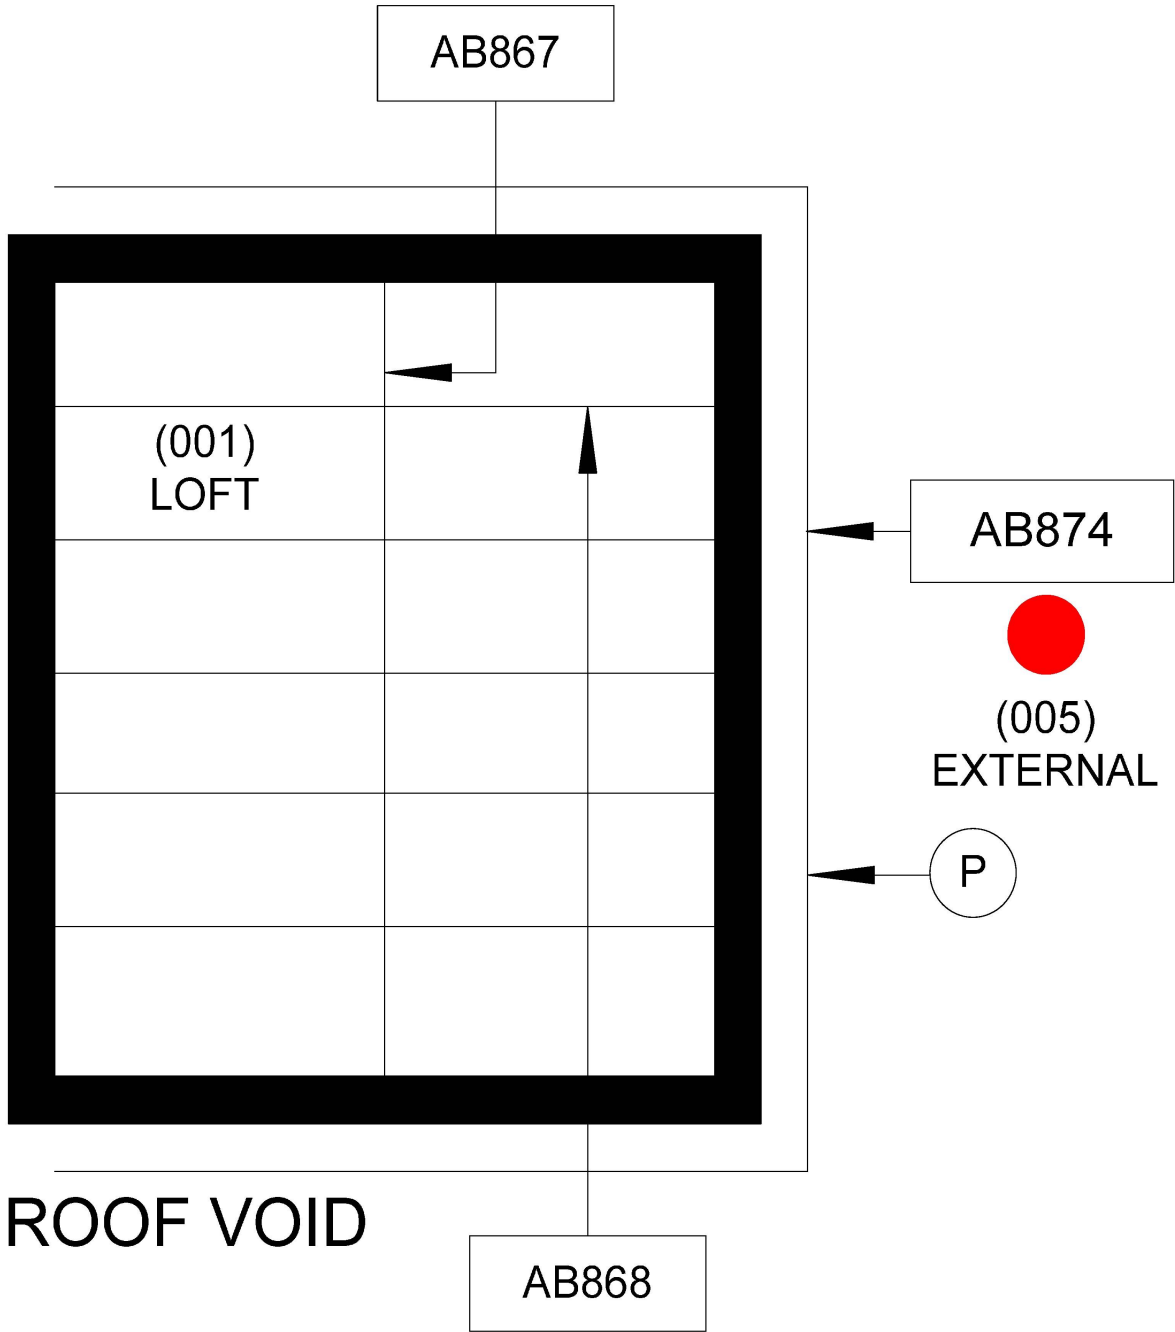 AB867
(001)
LOFT
AB874
(005)
EXTERNAL
P
ROOF VOID
AB868